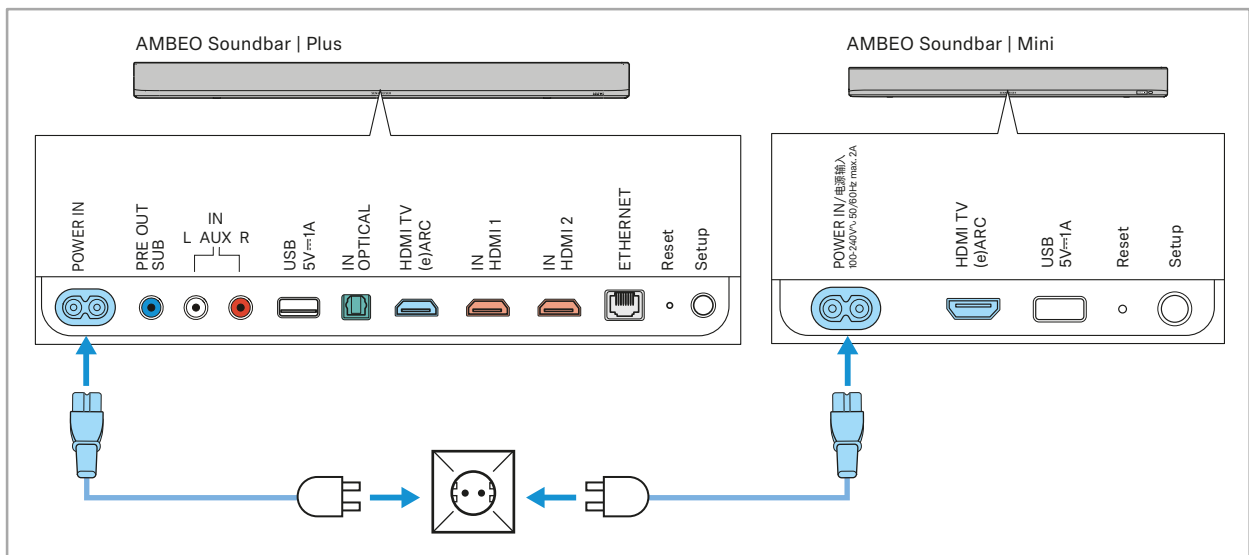 AMBEO Soundbar | Plus
POWER IN
PRE OUT
SUB
IN
L AUX R
USB
5V⎓1A
IN
OPTICAL
HDMI TV
(e)ARC
IN
HDMI 1
IN
HDMI 2
ETHERNET
Reset
Setup
AMBEO Soundbar | Mini
POWER IN/电源输入
100-240V∿ 50/60Hz max. 2A
HDMI TV
(e)ARC
USB
5V⎓1A
Reset
Setup